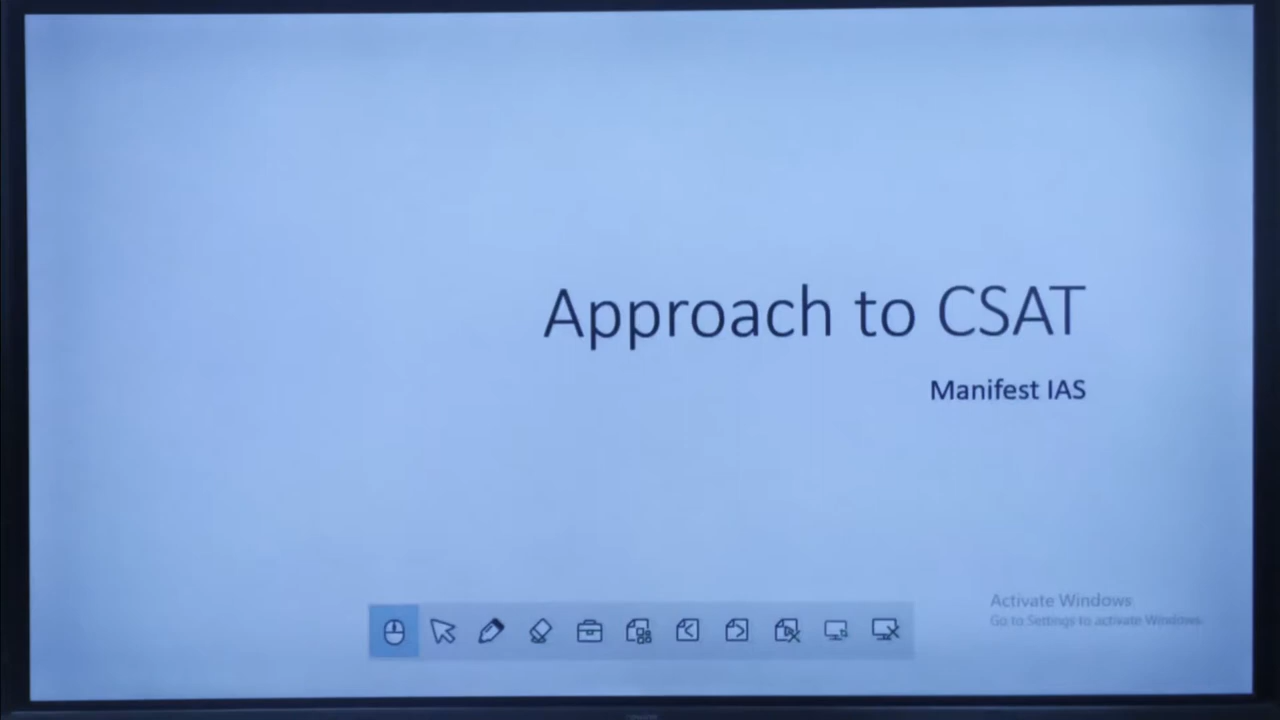 Approach to CSAT
Manifest IAS
Activate Windows
Go to Settings to activate Windows.